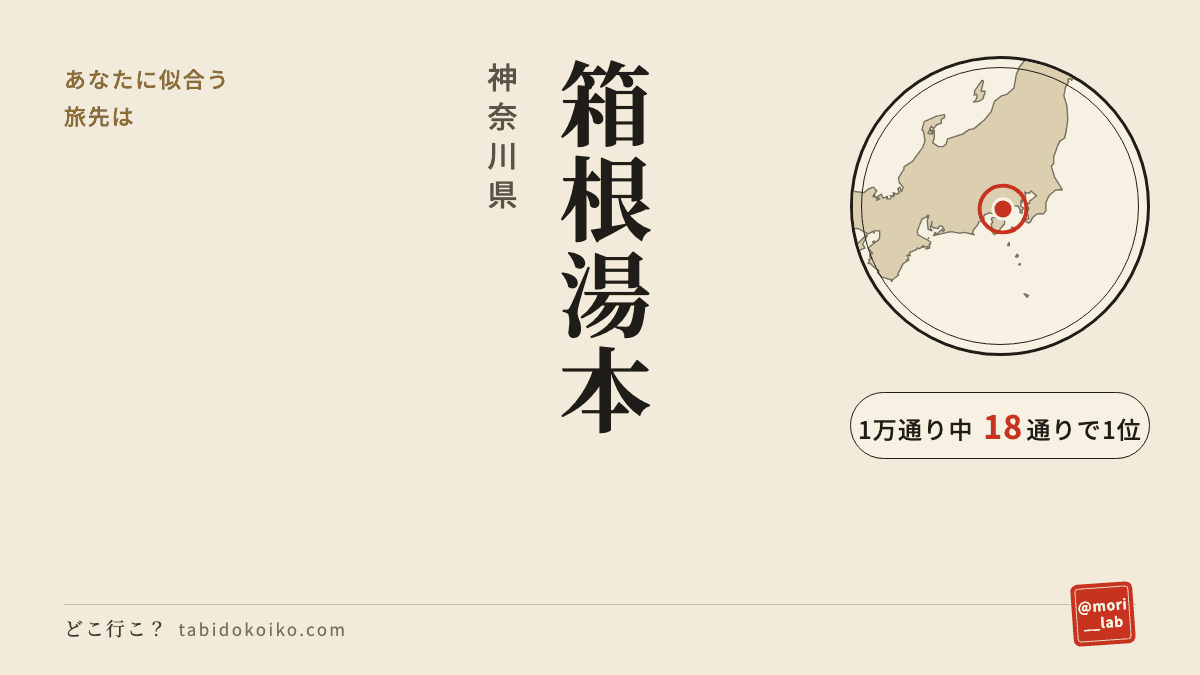 あなたに似合う
旅先は
箱根湯本
神奈川県
1万通り中 18通りで1位
どこ行こ？ tabidokoiko.com
@mori
__lab